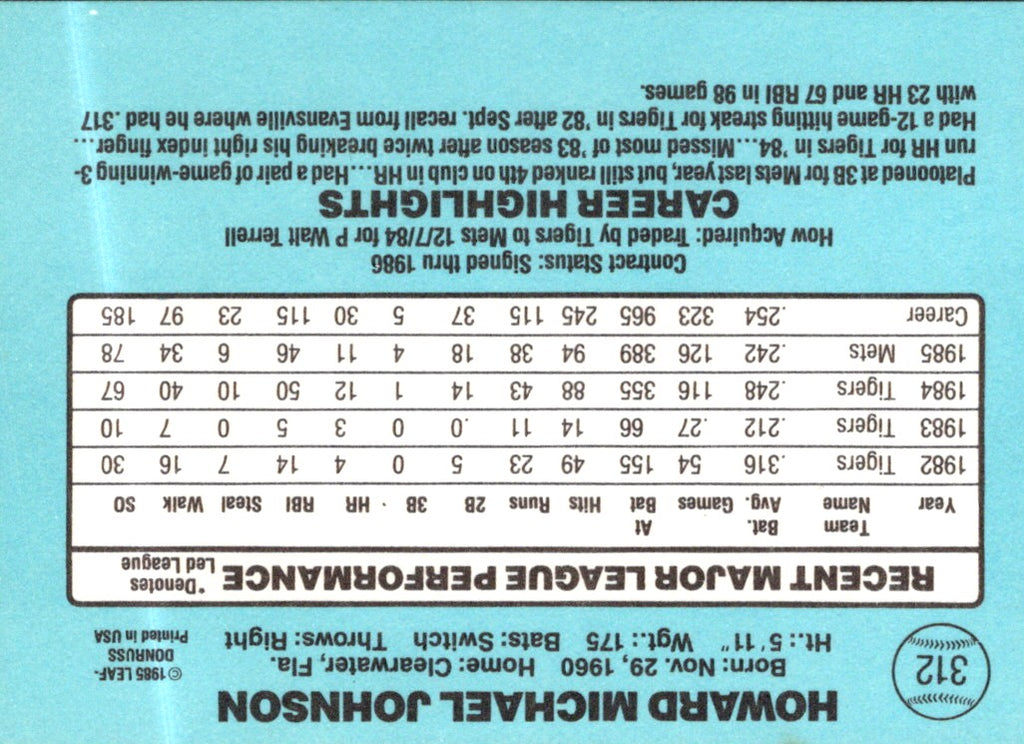 312
HOWARD MICHAEL JOHNSON
Born: Nov. 29, 1960 Home: Clearwater, Fla.
Ht.: 5'11" Wgt.: 175 Bats: Switch Throws: Right
© 1985 LEAF-
DONRUSS
Printed in USA
RECENT MAJOR LEAGUE PERFORMANCE *Denotes Led League
Year Team Name Bat. Avg. Games At Bat Hits Runs 2B 3B HR RBI Steal Walk SO
1982 Tigers .316 54 155 49 23 5 0 4 14 7 16 30
1983 Tigers .212 27 66 14 11 0 0 3 5 0 7 10
1984 Tigers .248 116 355 88 43 14 1 12 50 10 40 67
1985 Mets .242 126 389 94 38 18 4 11 46 6 34 78
Career .254 323 965 245 115 37 5 30 115 23 97 185
Contract Status: Signed thru 1986
How Acquired: Traded by Tigers to Mets 12/7/84 for P Walt Terrell
CAREER HIGHLIGHTS
Platooned at 3B for Mets last year, but still ranked 4th on club in HR...Had a pair of game-winning 3-
run HR for Tigers in '84...Missed most of '83 season after twice breaking his right index finger...
Had a 12-game hitting streak for Tigers in '82 after Sept. recall from Evansville where he had .317
with 23 HR and 67 RBI in 98 games.